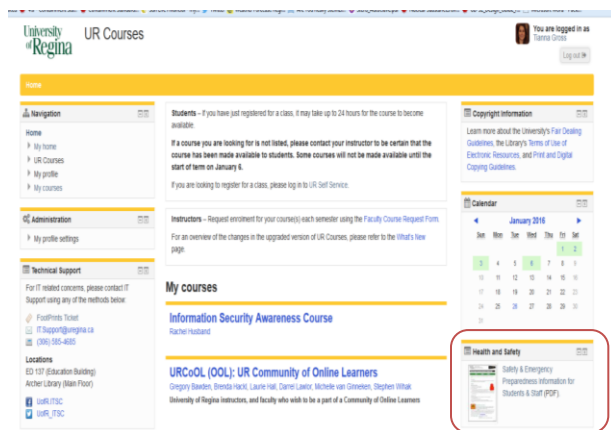 University
of Regina
UR Courses
You are logged in as
Tianna Gross
Log out
Home
Navigation
Home
My home
UR Courses
My profile
My courses
Administration
My profile settings
Technical Support
For IT related concerns, please contact IT
Support using any of the methods below.
FootPrints Ticket
IT.Support@uregina.ca
(306) 585-4685
Locations
ED 137 (Education Building)
Archer Library (Main Floor)
UofR.ITSC
UofR_ITSC
Students – If you have just registered for a class, it may take up to 24 hours for the course to become
available.
If a course you are looking for is not listed, please contact your instructor to be certain that the
course has been made available to students. Some courses will not be made available until the
start of term on January 6.
If you are looking to register for a class, please log in to UR Self Service.
Instructors – Request enrolment for your course(s) each semester using the Faculty Course Request Form.
For an overview of the changes in the upgraded version of UR Courses, please refer to the What's New
page.
My courses
Information Security Awareness Course
Rachel Husband
URCoOL (OOL): UR Community of Online Learners
Gregory Bawden, Brenda Hackl, Laurie Hall, Darrel Lawlor, Michelle van Ginneken, Stephen Wihak
University of Regina instructors, and faculty who wish to be a part of a Community of Online Learners
Copyright Information
Learn more about the University's Fair Dealing
Guidelines, the Library's Terms of Use of
Electronic Resources, and Print and Digital
Copying Guidelines.
Calendar
January 2016
Sun Mon Tue Wed Thu Fri Sat
1 2
3 4 5 6 7 8 9
10 11 12 13 14 15 16
17 18 19 20 21 22 23
24 25 26 27 28 29 30
31
Health and Safety
Safety & Emergency
Preparedness Information for
Students & Staff (PDF).